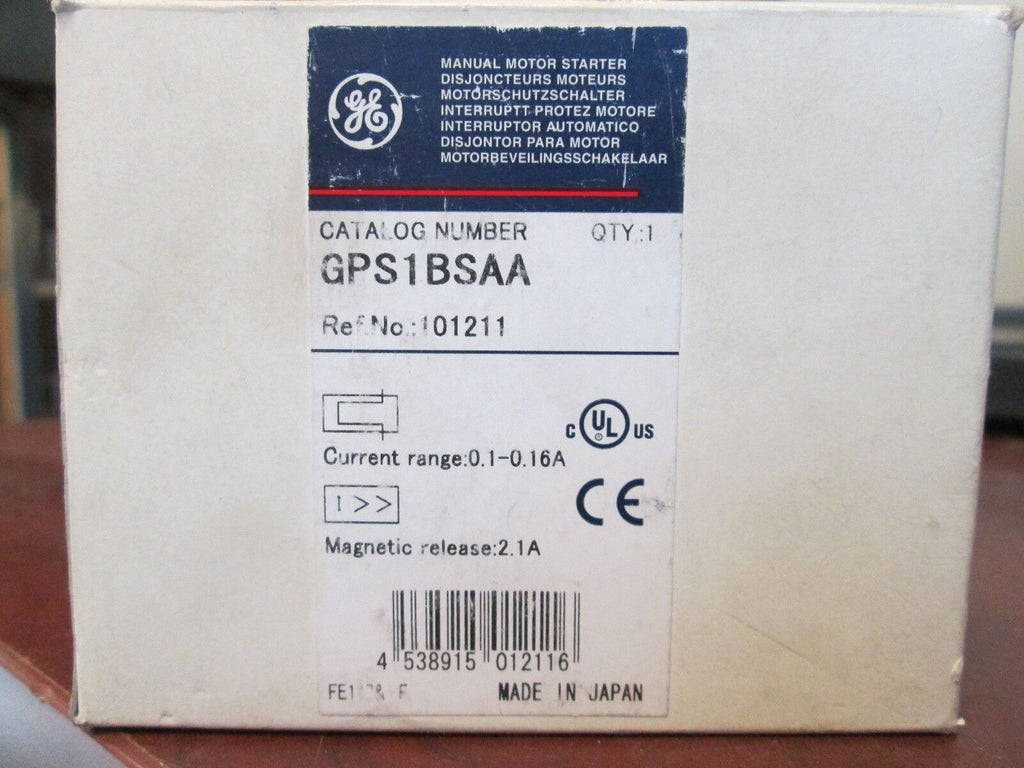 GE
MANUAL MOTOR STARTER
DISJONCTEURS MOTEURS
MOTORSCHUTZSCHALTER
INTERRUPTT PROTEZ MOTORE
INTERRUPTOR AUTOMATICO
DISJONTOR PARA MOTOR
MOTORBEVEILINGSSCHAKELAAR
CATALOG NUMBER QTY.:1
GPS1BSAA
Ref.No.:101211
C UL US
Current range:0.1-0.16A
CE
I >>
Magnetic release:2.1A
4 538915 012116
MADE IN JAPAN